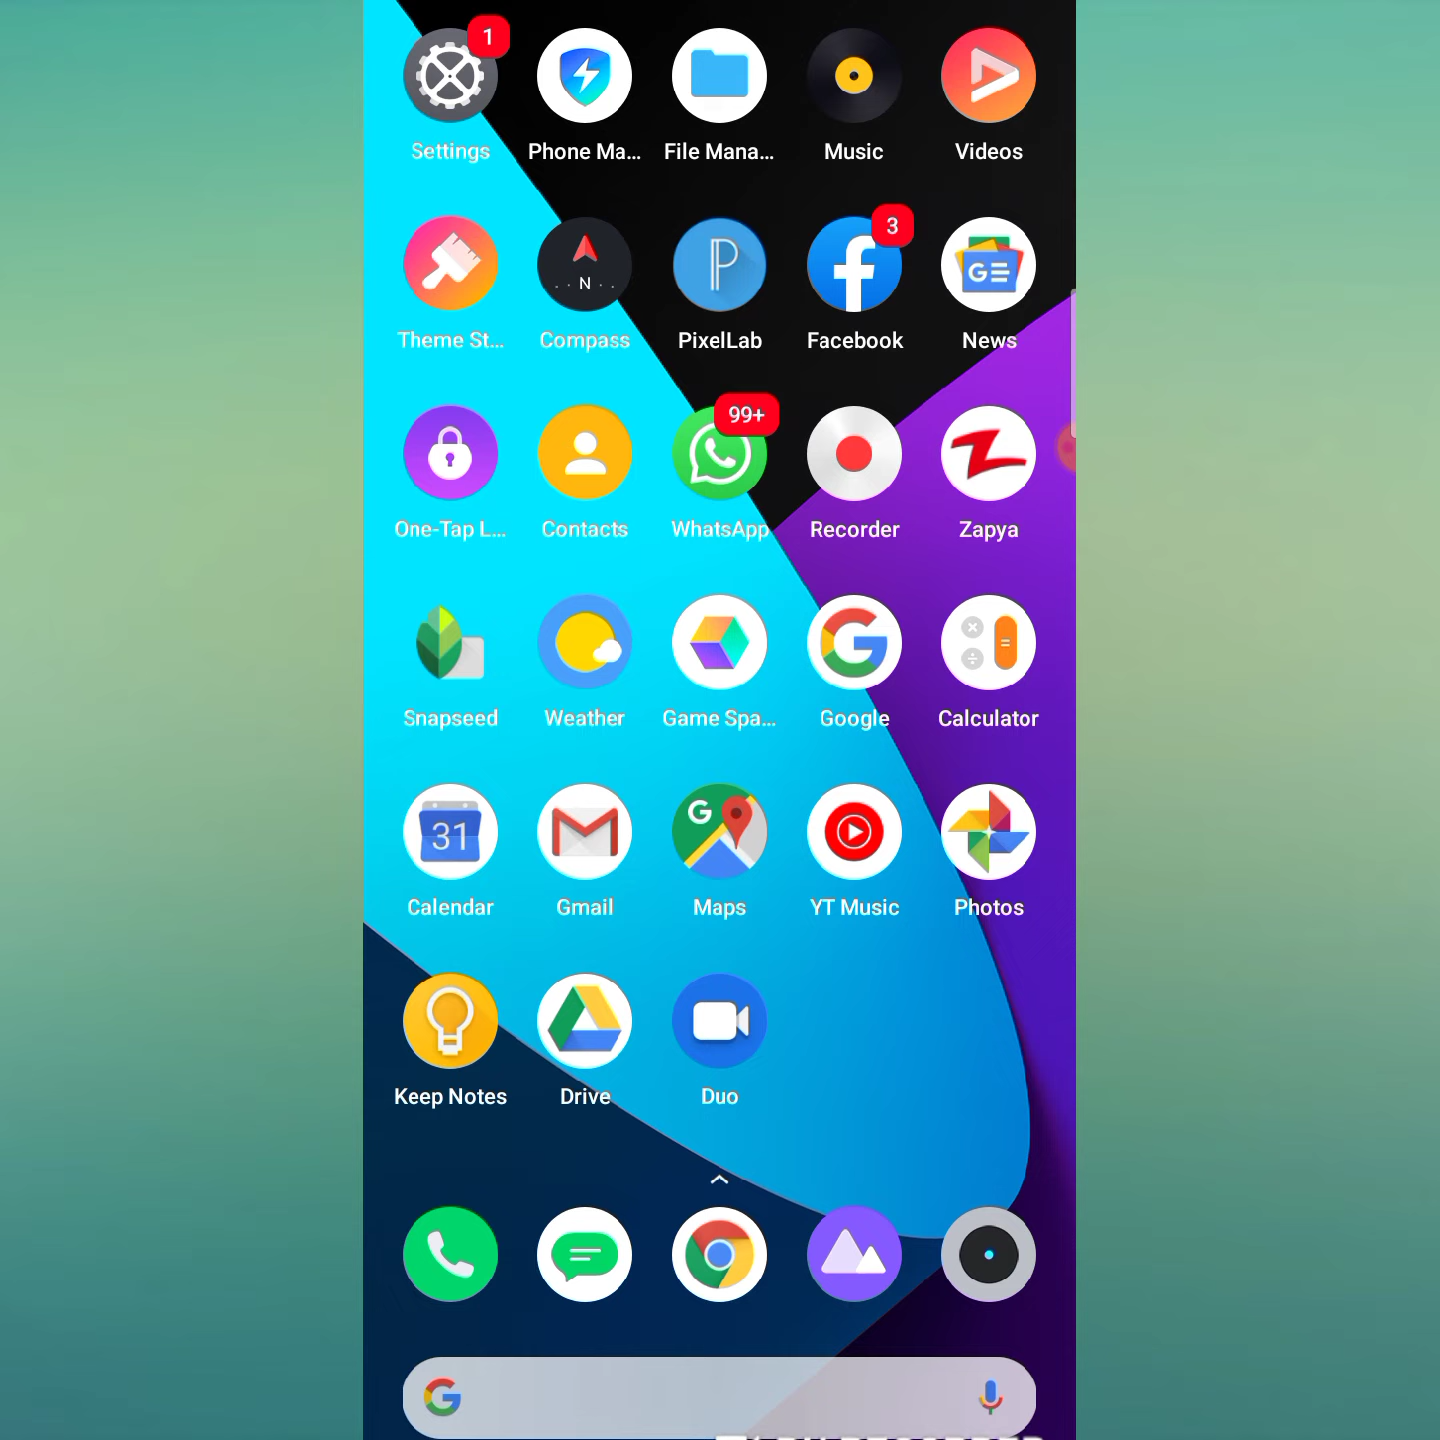 1
Settings Phone Ma... File Mana... Music Videos
3
N
Theme St... Compass PixelLab Facebook News
99+
One-Tap L... Contacts WhatsApp Recorder Zapya
Snapseed Weather Game Spa... Google Calculator
31
Calendar Gmail Maps YT Music Photos
Keep Notes Drive Duo